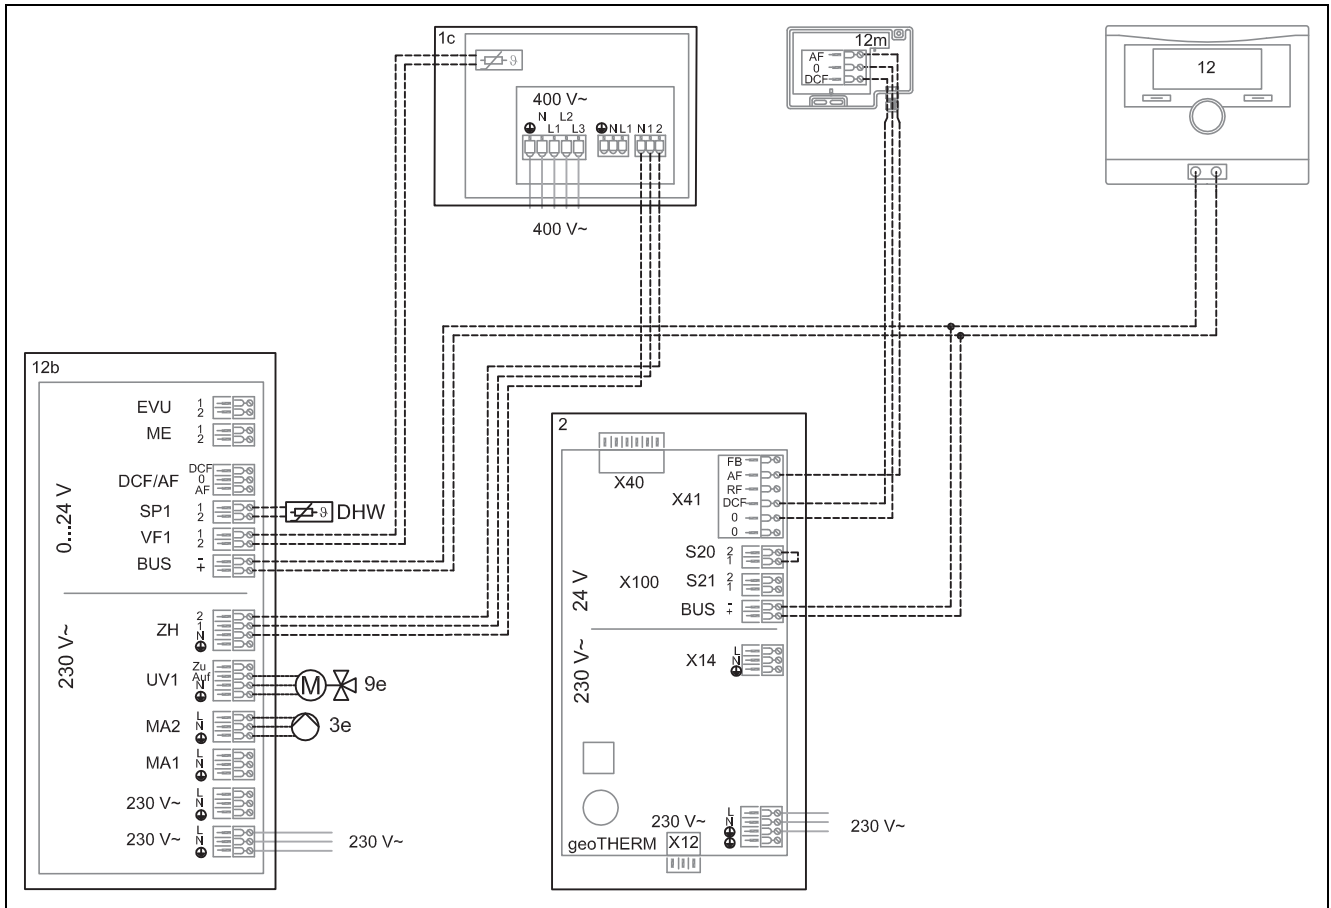 1c
ϑ
400 V~
N L2
L1 L3
N L1 N 1 2
400 V~
12m
AF
0
DCF
12
12b
EVU 1
2
ME 1
2
DCF/AF DCF
0
AF
SP1 1
2
ϑ DHW
VF1 1
2
BUS -
+
0...24 V
230 V~
ZH 2
1
N
UV1 Zu
Auf
N
M 9e
MA2 L
N
3e
MA1 L
N
230 V~ L
N
230 V~ L
N
230 V~
2
X40
X41
FB
AF
RF
DCF
0
0
S20 2
1
X100
S21 2
1
BUS -
+
24 V
230 V~
X14 L
N
230 V~ L
N
230 V~
geoTHERM X12